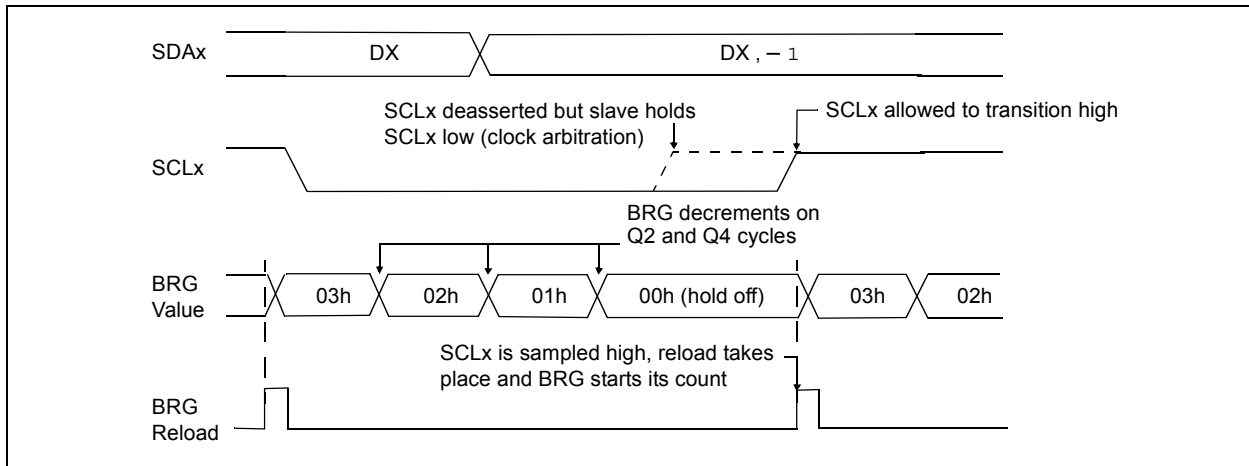 SDAx
DX
DX , – 1
SCLx deasserted but slave holds
SCLx low (clock arbitration)
SCLx allowed to transition high
SCLx
BRG decrements on
Q2 and Q4 cycles
BRG
Value
03h
02h
01h
00h (hold off)
03h
02h
SCLx is sampled high, reload takes
place and BRG starts its count
BRG
Reload